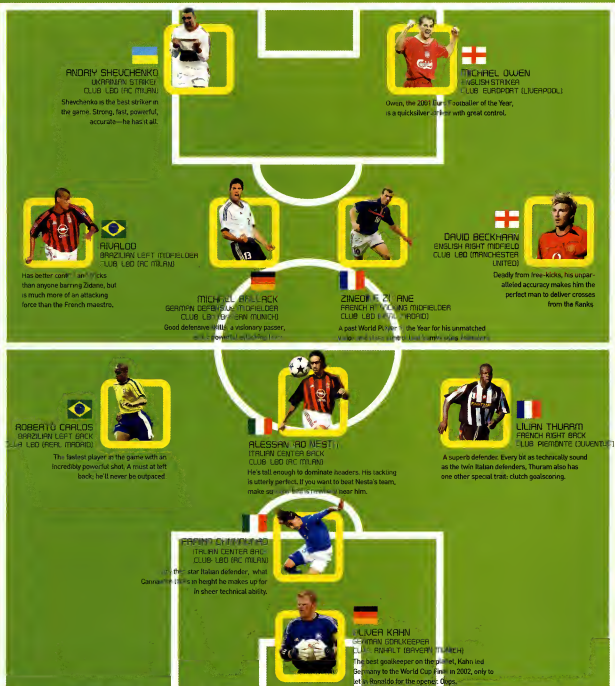 ANDRIY SHEVCHENKO
UKRAINIAN STRIKER
CLUB: LBD (AC MILAN)
Shevchenko is the best striker in
the game. Strong, fast, powerful,
accurate—he has it all.
MICHAEL OWEN
ENGLISH STRIKER
CLUB: EUROPORT (LIVERPOOL)
Owen, the 2001 Euro Footballer of the Year,
is a quicksilver striker with great control.
RIVALDO
BRAZILIAN LEFT MIDFIELDER
CLUB: LBD (AC MILAN)
Has better control and tricks
than anyone barring Zidane, but
is much more of an attacking
force than the French maestro.
MICHAEL BALLACK
GERMAN DEFENSIVE MIDFIELDER
CLUB: LBD (BAYERN MUNICH)
Good defensive skills, a visionary passer,
and a powerful attacking
ZINEDINE ZIDANE
FRENCH ATTACKING MIDFIELDER
CLUB: LBD (REAL MADRID)
A past World Player of the Year for his unmatched
DAVID BECKHAM
ENGLISH RIGHT MIDFIELD
CLUB: LBD (MANCHESTER
UNITED)
Deadly from free-kicks, his unpar-
alleled accuracy makes him the
perfect man to deliver crosses
from the flanks.
ROBERTO CARLOS
BRAZILIAN LEFT BACK
CLUB: LBD (REAL MADRID)
The fastest player in the game with an
incredibly powerful shot. A must at left
back; he'll never be outpaced.
ALESSANDRO NESTA
ITALIAN CENTER BACK
CLUB: LBD (AC MILAN)
He's tall enough to dominate headers. His tackling
is utterly perfect. If you want to beat Nesta's team,
make sure he is nowhere near him.
LILIAN THURAM
FRENCH RIGHT BACK
CLUB: PIEMONTE (JUVENTUS)
A superb defender. Every bit as technically sound
as the twin Italian defenders, Thuram also has
one other special trait: clutch goalscoring.
ITALIAN CENTER BACK
CLUB: LBD (AC MILAN)
star Italian defender, what
Cannavaro in height he makes up for
in sheer technical ability.
OLIVER KAHN
GERMAN GOALKEEPER
CLUB: ANHALT (BAYERN MUNICH)
The best goalkeeper on the planet, Kahn led
Germany to the World Cup Final in 2002, only to
let in Ronaldo for the opener. Oops.